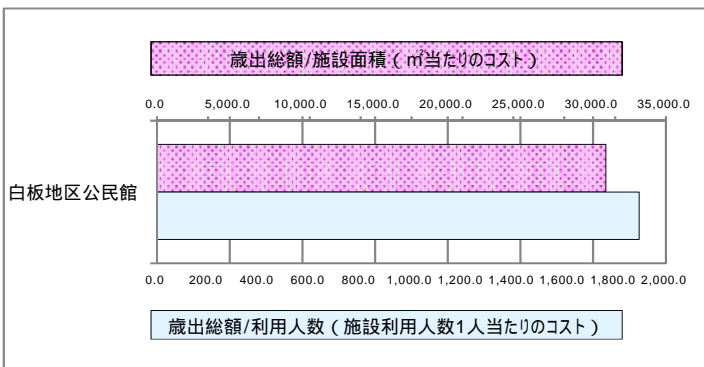 歳出総額/施設面積（㎡当たりのコスト）
0.0 5,000.0 10,000.0 15,000.0 20,000.0 25,000.0 30,000.0 35,000.0
白板地区公民館
0.0 200.0 400.0 600.0 800.0 1,000.0 1,200.0 1,400.0 1,600.0 1,800.0 2,000.0
歳出総額/利用人数（施設利用人数1人当たりのコスト）